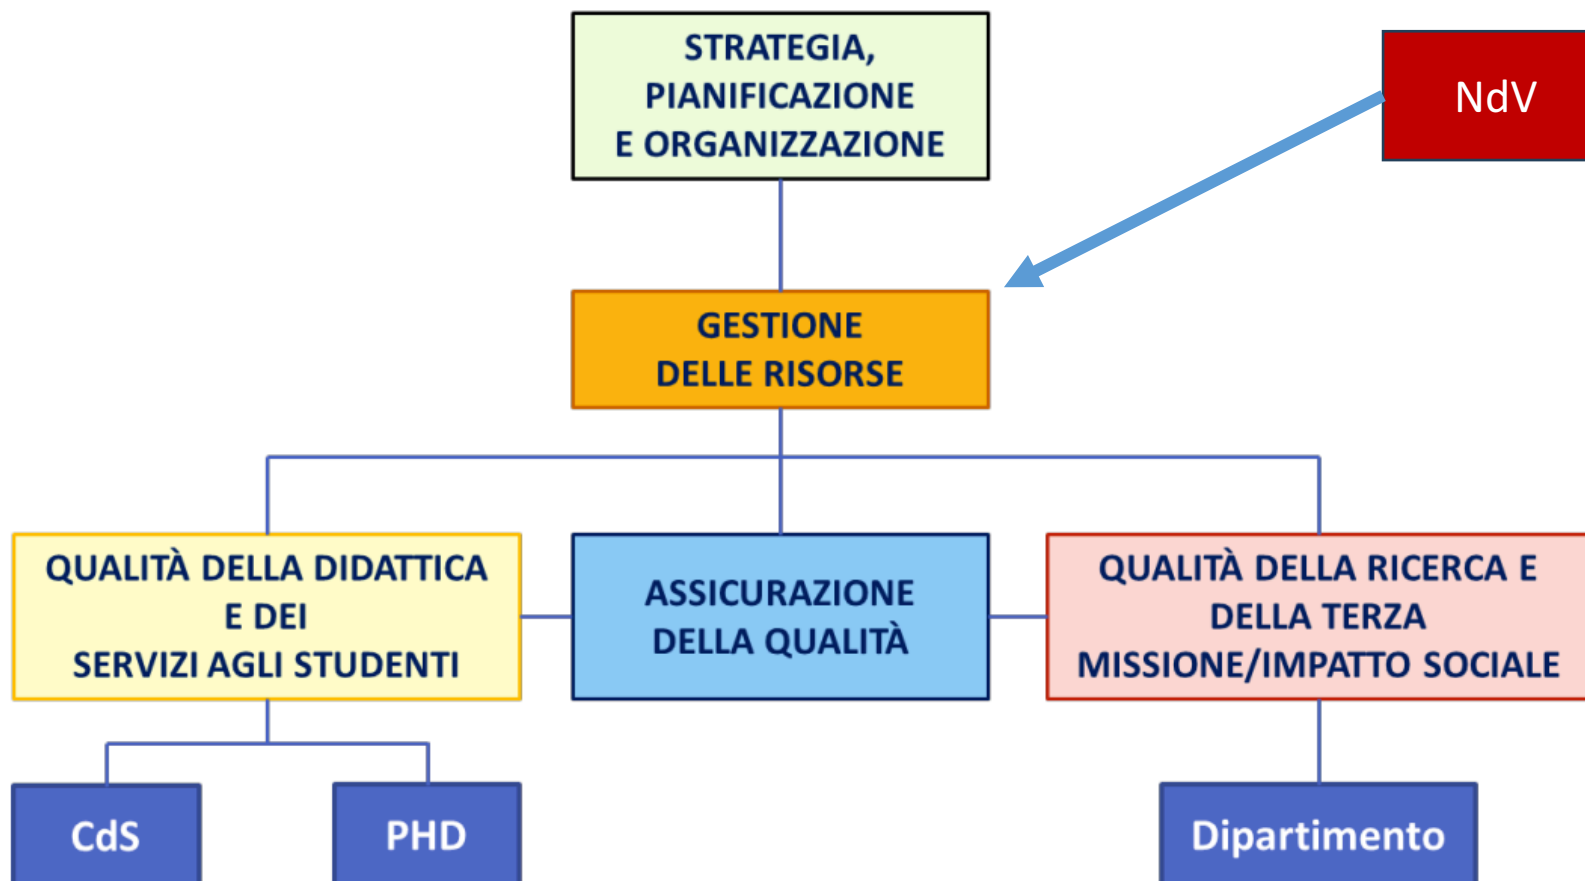 STRATEGIA,
PIANIFICAZIONE
E ORGANIZZAZIONE
NdV
GESTIONE
DELLE RISORSE
QUALITÀ DELLA DIDATTICA
E DEI
SERVIZI AGLI STUDENTI
ASSICURAZIONE
DELLA QUALITÀ
QUALITÀ DELLA RICERCA E
DELLA TERZA
MISSIONE/IMPATTO SOCIALE
CdS
PHD
Dipartimento